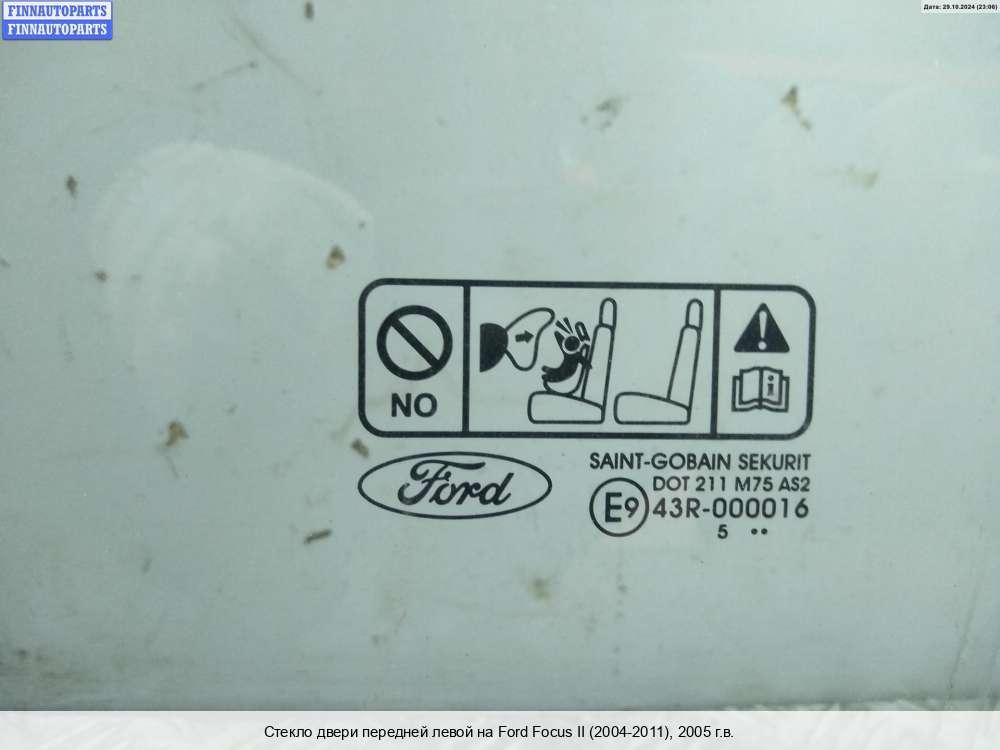 FINNAUTOPARTS
FINNAUTOPARTS
Дата: 29.10.2024 (23:06)
NO
i
Ford
SAINT-GOBAIN SEKURIT
DOT 211 M75 AS2
E9 43R-000016
5 ••
Стекло двери передней левой на Ford Focus II (2004-2011), 2005 г.в.